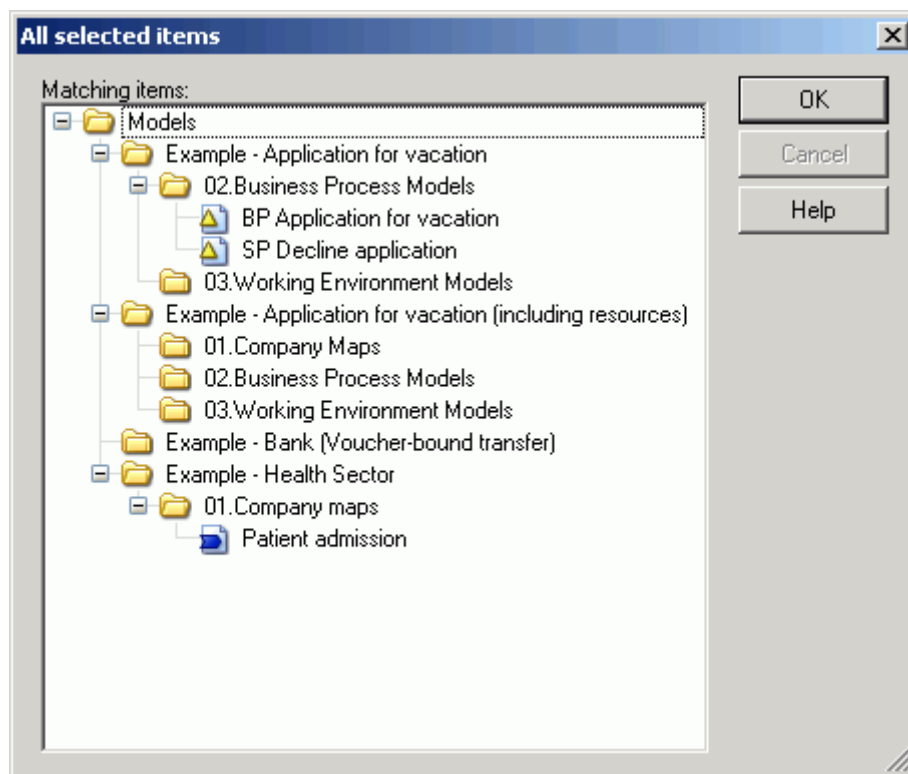 All selected items
Matching items:
OK
Cancel
Help
Models
Example - Application for vacation
02.Business Process Models
BP Application for vacation
SP Decline application
03.Working Environment Models
Example - Application for vacation (including resources)
01.Company Maps
02.Business Process Models
03.Working Environment Models
Example - Bank (Voucher-bound transfer)
Example - Health Sector
01.Company maps
Patient admission